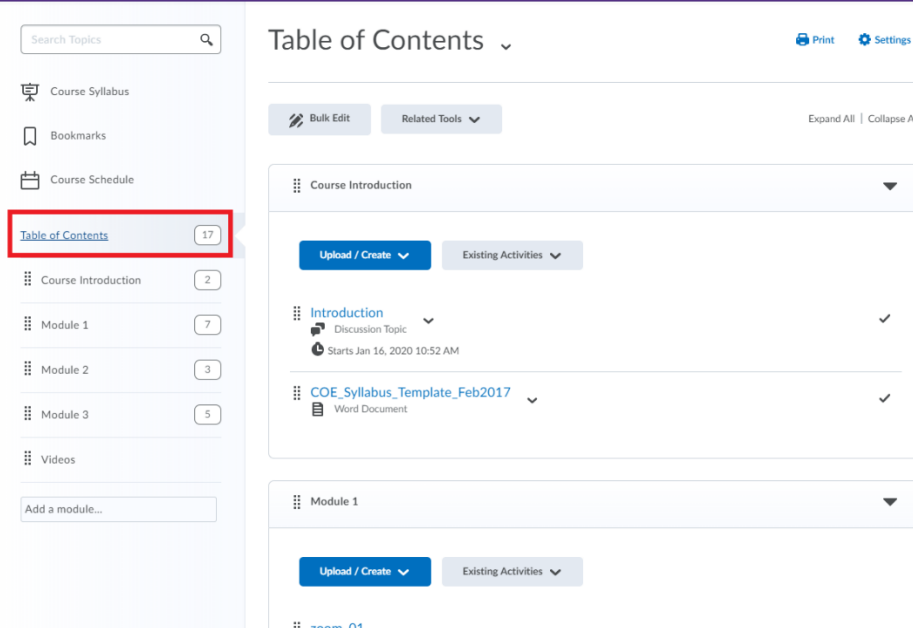 Search Topics
Course Syllabus
Bookmarks
Course Schedule
Table of Contents 17
Course Introduction 2
Module 1 7
Module 2 3
Module 3 5
Videos
Add a module...
Table of Contents
Print Settings
Bulk Edit Related Tools Expand All | Collapse A
Course Introduction
Upload / Create Existing Activities
Introduction
Discussion Topic
Starts Jan 16, 2020 10:52 AM
COE_Syllabus_Template_Feb2017
Word Document
Module 1
Upload / Create Existing Activities
zoom_01